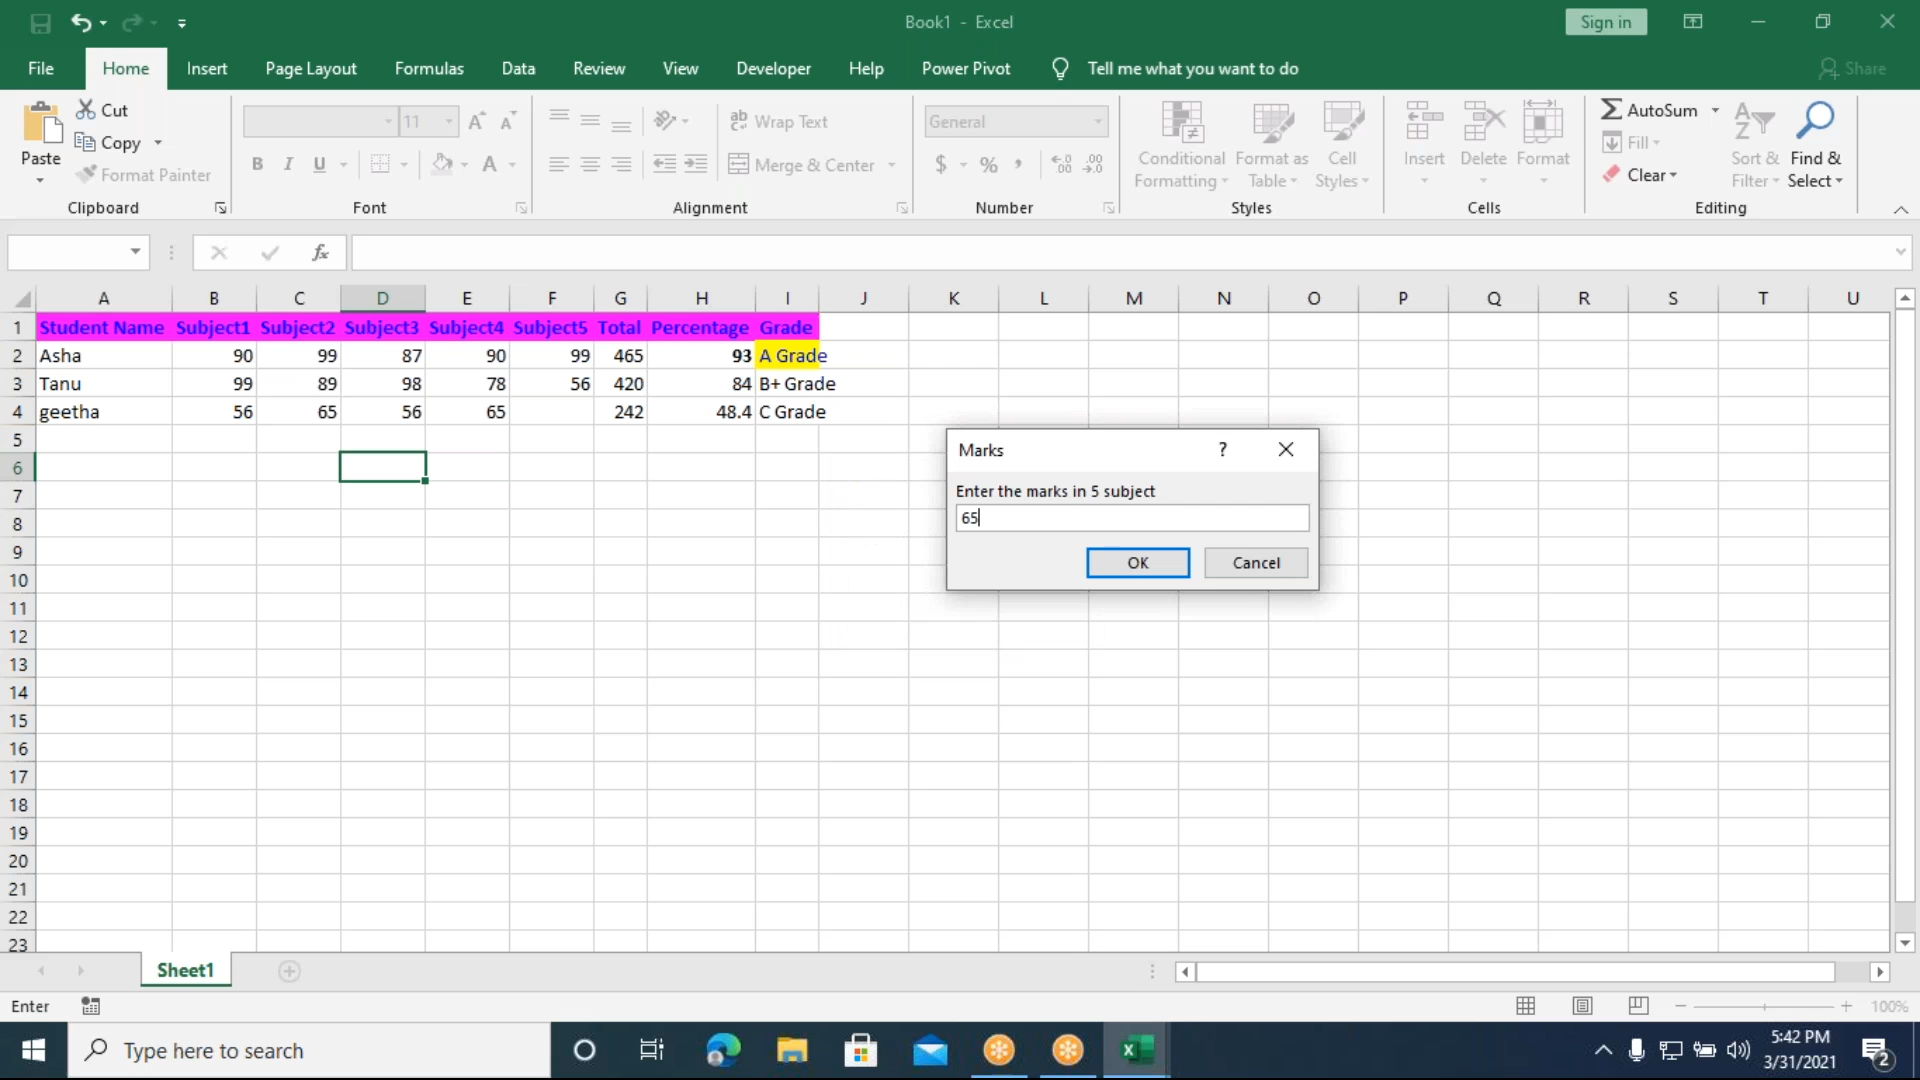 Book1 - Excel
Sign in
File Home Insert Page Layout Formulas Data Review View Developer Help Power Pivot Tell me what you want to do Share
Paste
Cut
Copy
Format Painter
Clipboard
11
B I U A
Font
ab Wrap Text
Merge & Center
Alignment
General
$ % ,
Number
Conditional Formatting
Format as Table
Cell Styles
Styles
Insert
Delete
Format
Cells
AutoSum
Fill
Clear
Sort & Filter
Find & Select
Editing
fx
A B C D E F G H I J K L M N O P Q R S T U
1 Student Name Subject1 Subject2 Subject3 Subject4 Subject5 Total Percentage Grade
2 Asha 90 99 87 90 99 465 93 A Grade
3 Tanu 99 89 98 78 56 420 84 B+ Grade
4 geetha 56 65 56 65 242 48.4 C Grade
5
6
7
8
9
10
11
12
13
14
15
16
17
18
19
20
21
22
23
Marks ?
Enter the marks in 5 subject
65
OK Cancel
Sheet1
Enter
100%
Type here to search
5:42 PM
3/31/2021
2